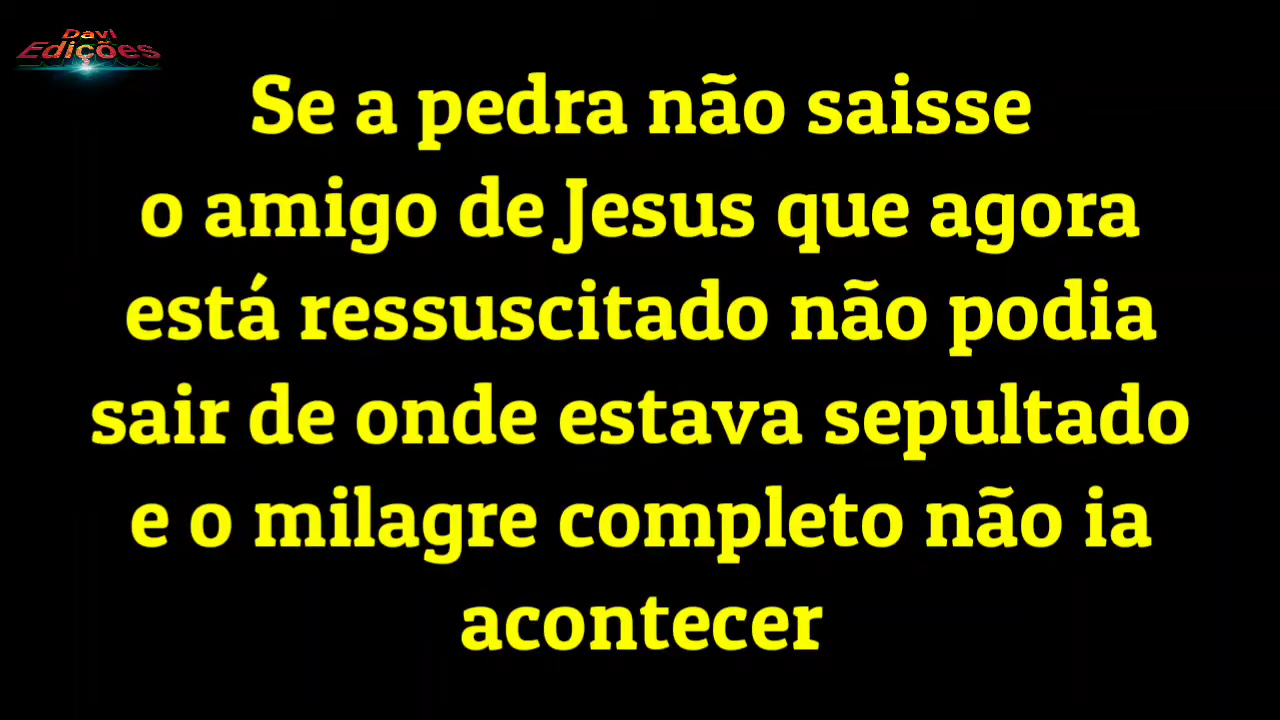 Davi
Edições
Se a pedra não saisse
o amigo de Jesus que agora
está ressuscitado não podia
sair de onde estava sepultado
e o milagre completo não ia
acontecer